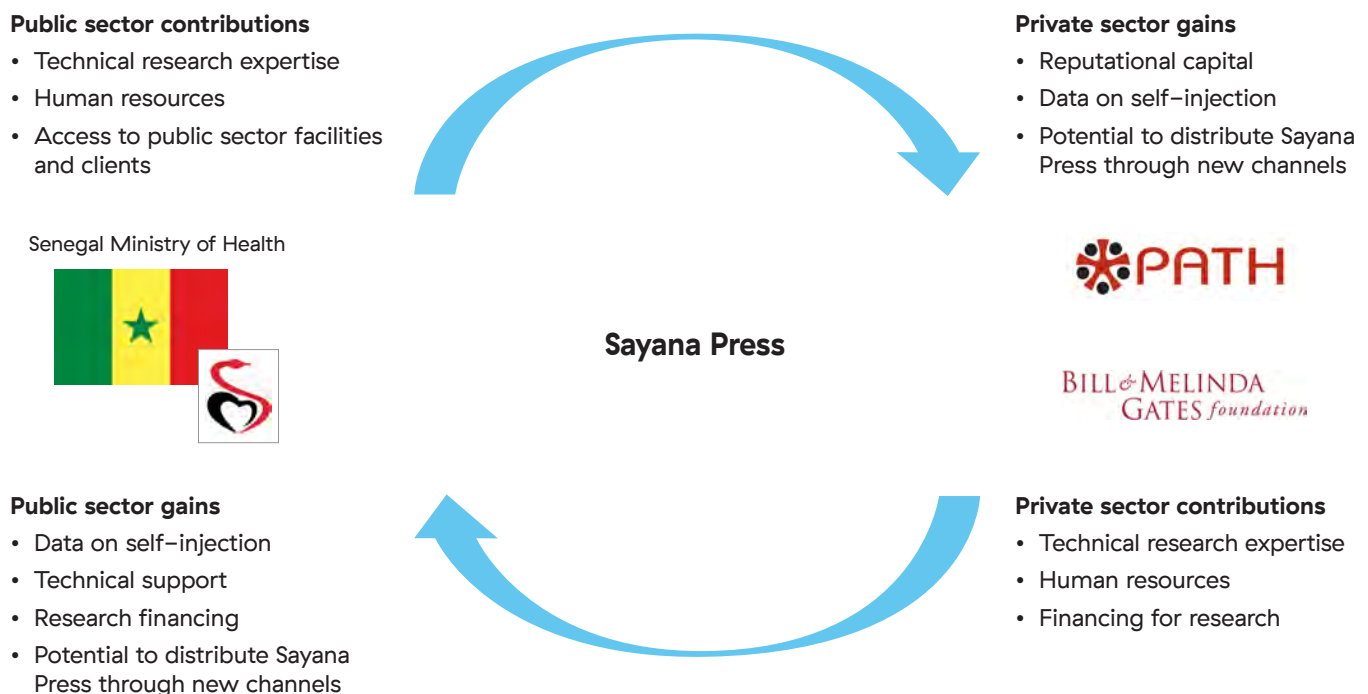 Public sector contributions
• Technical research expertise
• Human resources
• Access to public sector facilities
and clients
Private sector gains
• Reputational capital
• Data on self-injection
• Potential to distribute Sayana
Press through new channels
Senegal Ministry of Health
PATH
Sayana Press
BILL & MELINDA
GATES foundation
Public sector gains
• Data on self-injection
• Technical support
• Research financing
• Potential to distribute Sayana
Press through new channels
Private sector contributions
• Technical research expertise
• Human resources
• Financing for research